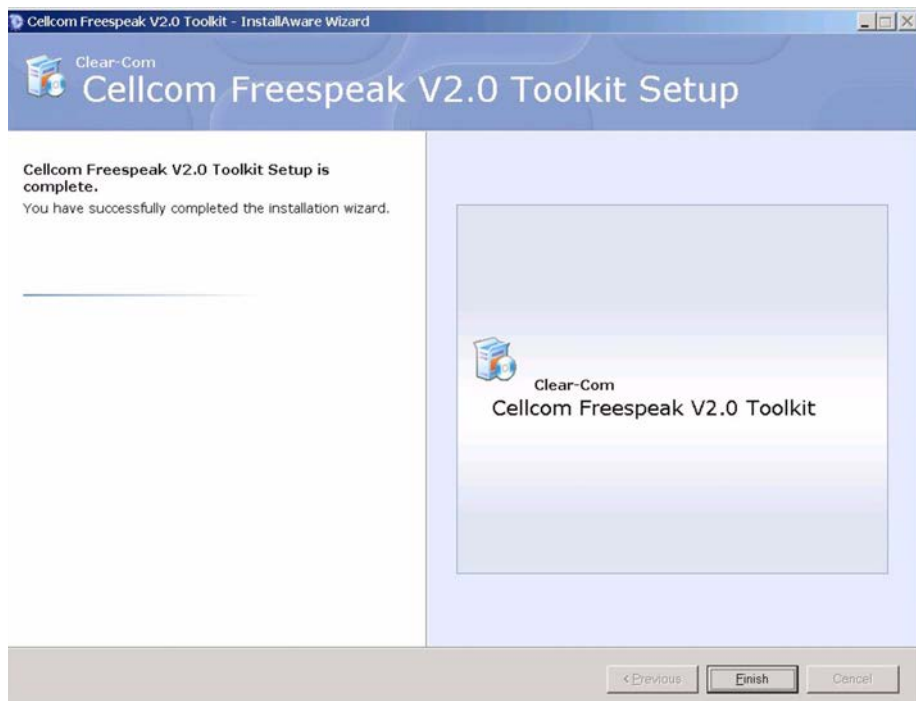 Cellcom Freespeak V2.0 Toolkit - InstallAware Wizard
Clear-Com
Cellcom Freespeak V2.0 Toolkit Setup
Cellcom Freespeak V2.0 Toolkit Setup is
complete.
You have successfully completed the installation wizard.
Clear-Com
Cellcom Freespeak V2.0 Toolkit
< Previous
Finish
Cancel